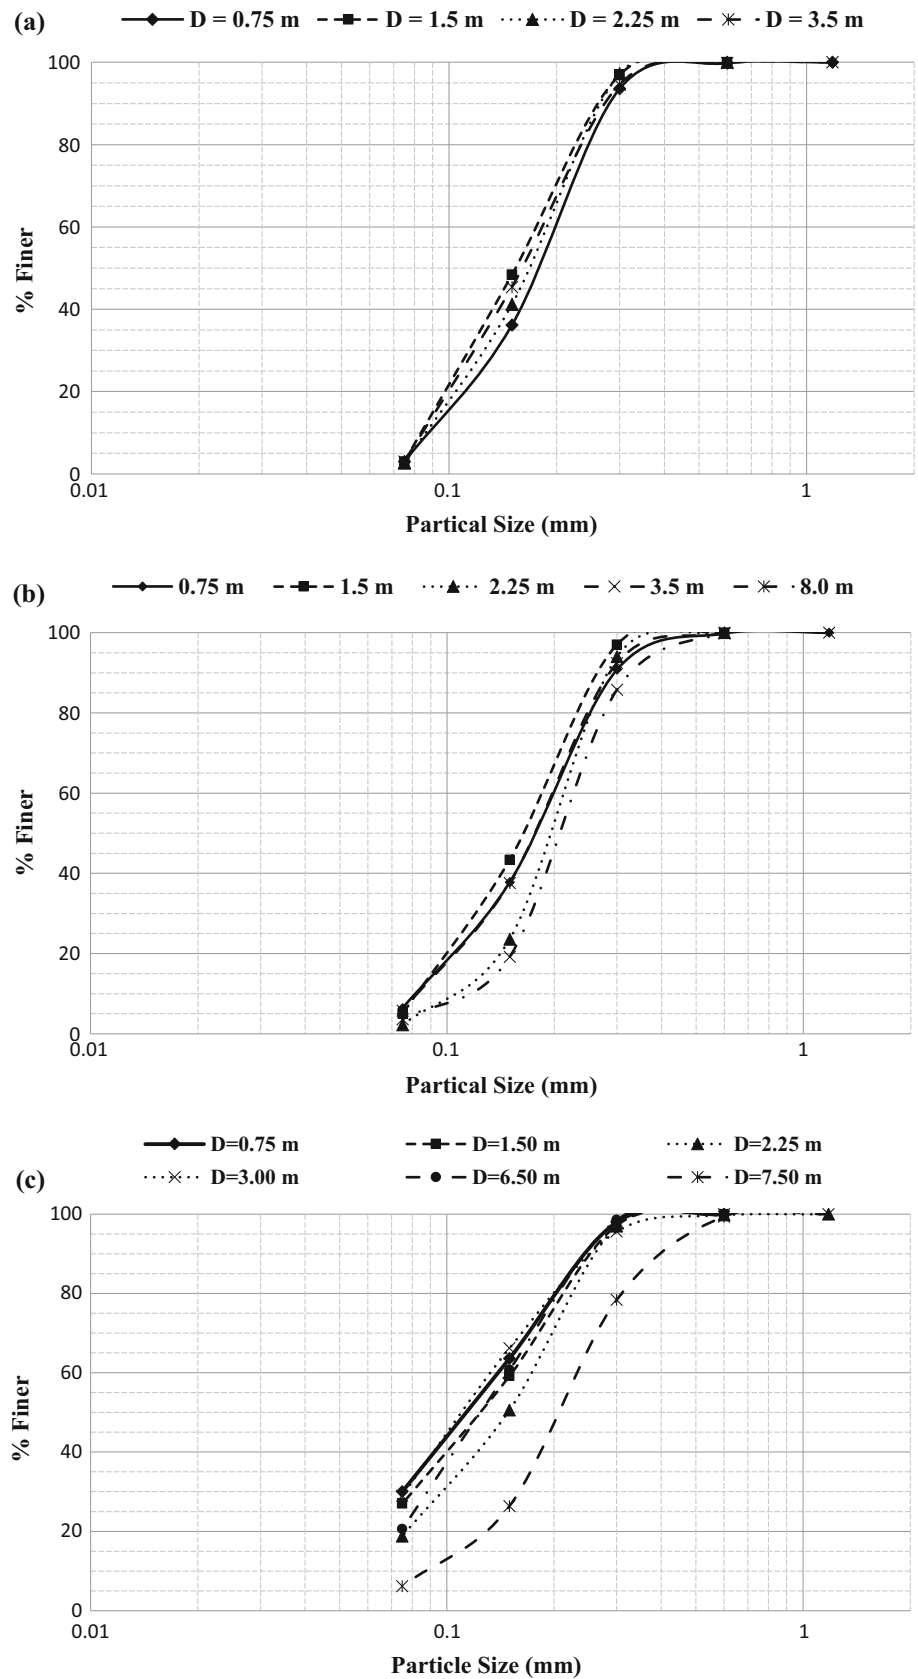 (a)
D = 0.75 m D = 1.5 m D = 2.25 m D = 3.5 m
100
80
60
40
20
0
% Finer
0.01 0.1 1
Partical Size (mm)
(b)
0.75 m 1.5 m 2.25 m 3.5 m 8.0 m
100
80
60
40
20
0
% Finer
0.01 0.1 1
Partical Size (mm)
(c)
D=0.75 m D=1.50 m D=2.25 m
D=3.00 m D=6.50 m D=7.50 m
100
80
60
40
20
0
% Finer
0.01 0.1 1
Particle Size (mm)